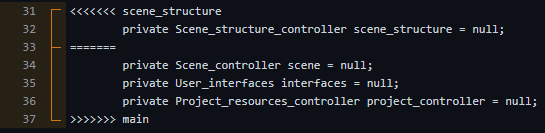 31 <<<<<<< scene_structure
32 private Scene_structure_controller scene_structure = null;
33 =======
34 private Scene_controller scene = null;
35 private User_interfaces interfaces = null;
36 private Project_resources_controller project_controller = null;
37 >>>>>>> main